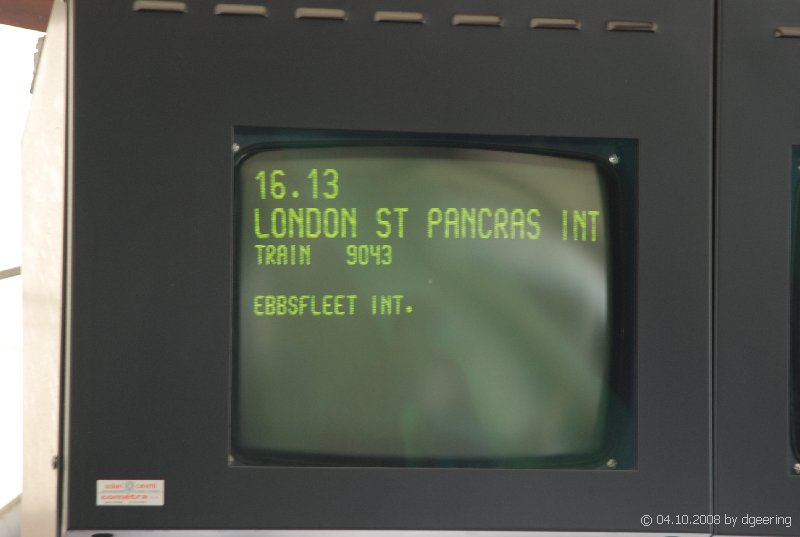 16.13
LONDON ST PANCRAS INT
TRAIN 9043
EBBSFLEET INT.
© 04.10.2008 by dgeering